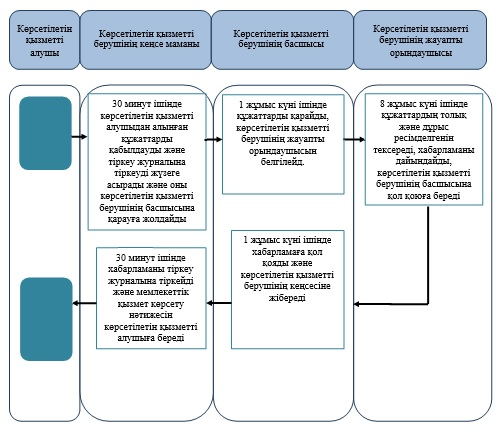 Көрсетілетін
қызметті
алушы
Көрсетілетін қызметті
берушінің кеңсе маманы
Көрсетілетін қызметті
берушінің басшысы
Көрсетілетін қызметті
берушінің жауапты
орындаушысы
30 минут ішінде
көрсетілетін қызметті
алушыдан алынған
құжаттарды
қабылдауды және
тіркеу журналына
тіркеуді жүзеге
асырады және оны
көрсетілетін қызметті
берушінің басшысына
қарауға жолдайды
1 жұмыс күні ішінде
құжаттарды қарайды,
көрсетілетін қызметті
берушінің жауапты
орындаушысын
белгілейд.
8 жұмыс күні ішінде
құжаттардың толық
және дұрыс
ресімделгенін
тексереді, хабарламаны
дайындайды,
көрсетілетін қызметті
берушінің басшысына
қол қоюға береді
30 минут ішінде
хабарламаны тіркеу
журналына тіркейді
және мемлекеттік
қызмет көрсету
нәтижесін
көрсетілетін қызметті
алушыға береді
1 жұмыс күні ішінде
хабарламаға қол
қояды және
көрсетілетін қызметті
берушінің кеңсесіне
жібереді